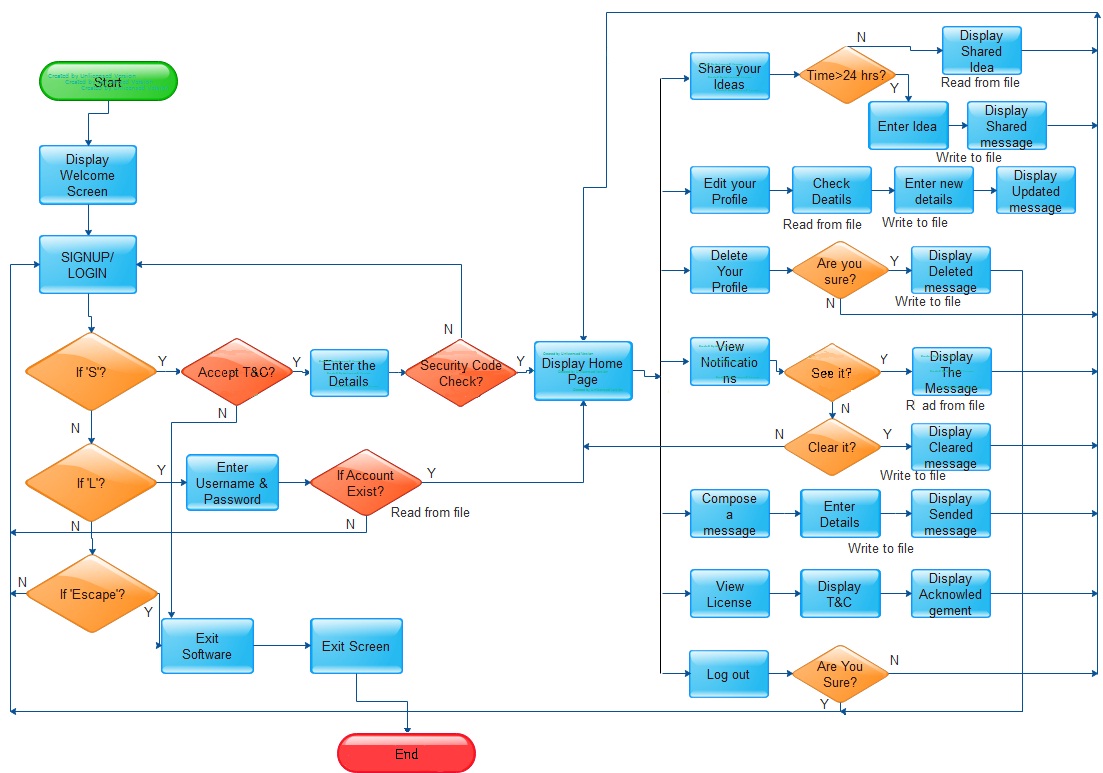 Start
Display
Welcome
Screen
SIGNUP/
LOGIN
If 'S'?
Y
N
Accept T&C?
Y
N
Enter the
Details
Security Code
Check?
N
Y
Display Home
Page
If 'L'?
Y
N
Enter
Username &
Password
If Account
Exist?
Y
N
Read from file
If 'Escape'?
N
Y
Exit
Software
Exit Screen
End
Share your
Ideas
Time>24 hrs?
N
Y
Display
Shared
Idea
Read from file
Enter Idea
Display
Shared
message
Write to file
Edit your
Profile
Check
Deatils
Read from file
Enter new
details
Write to file
Display
Updated
message
Delete
Your
Profile
Are you
sure?
Y
N
Display
Deleted
message
Write to file
View
Notificatio
ns
See it?
Y
N
Display
The
Message
R ad from file
Clear it?
N
Y
Display
Cleared
message
Write to file
Compose
a
message
Enter
Details
Write to file
Display
Sended
message
View
License
Display
T&C
Display
Acknowled
gement
Log out
Are You
Sure?
N
Y